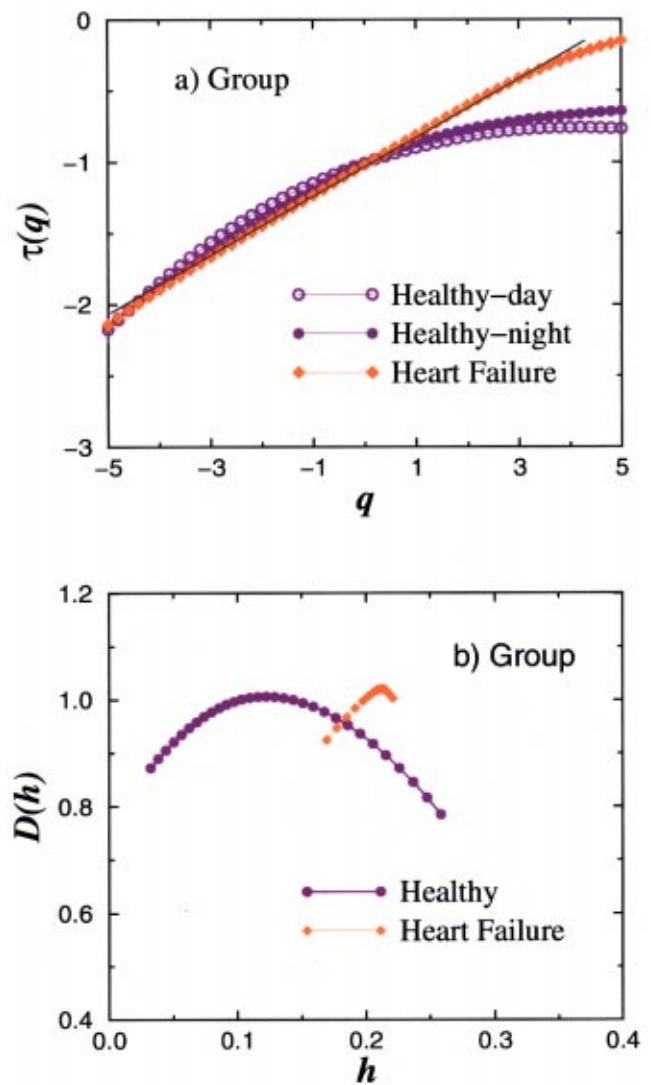 0
a) Group
−1
τ(q)
−2
Healthy−day
Healthy−night
Heart Failure
−3
−5 −3 −1 1 3 5
q
1.2
b) Group
1.0
D(h)
0.8
Healthy
0.6
Heart Failure
0.4
0.0 0.1 0.2 0.3 0.4
h